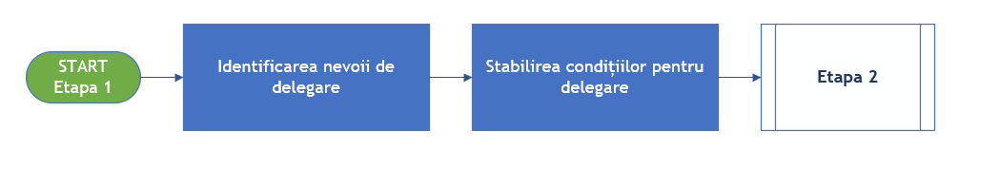 START
Etapa 1
Identificarea nevoii de
delegare
Stabilirea condițiilor pentru
delegare
Etapa 2